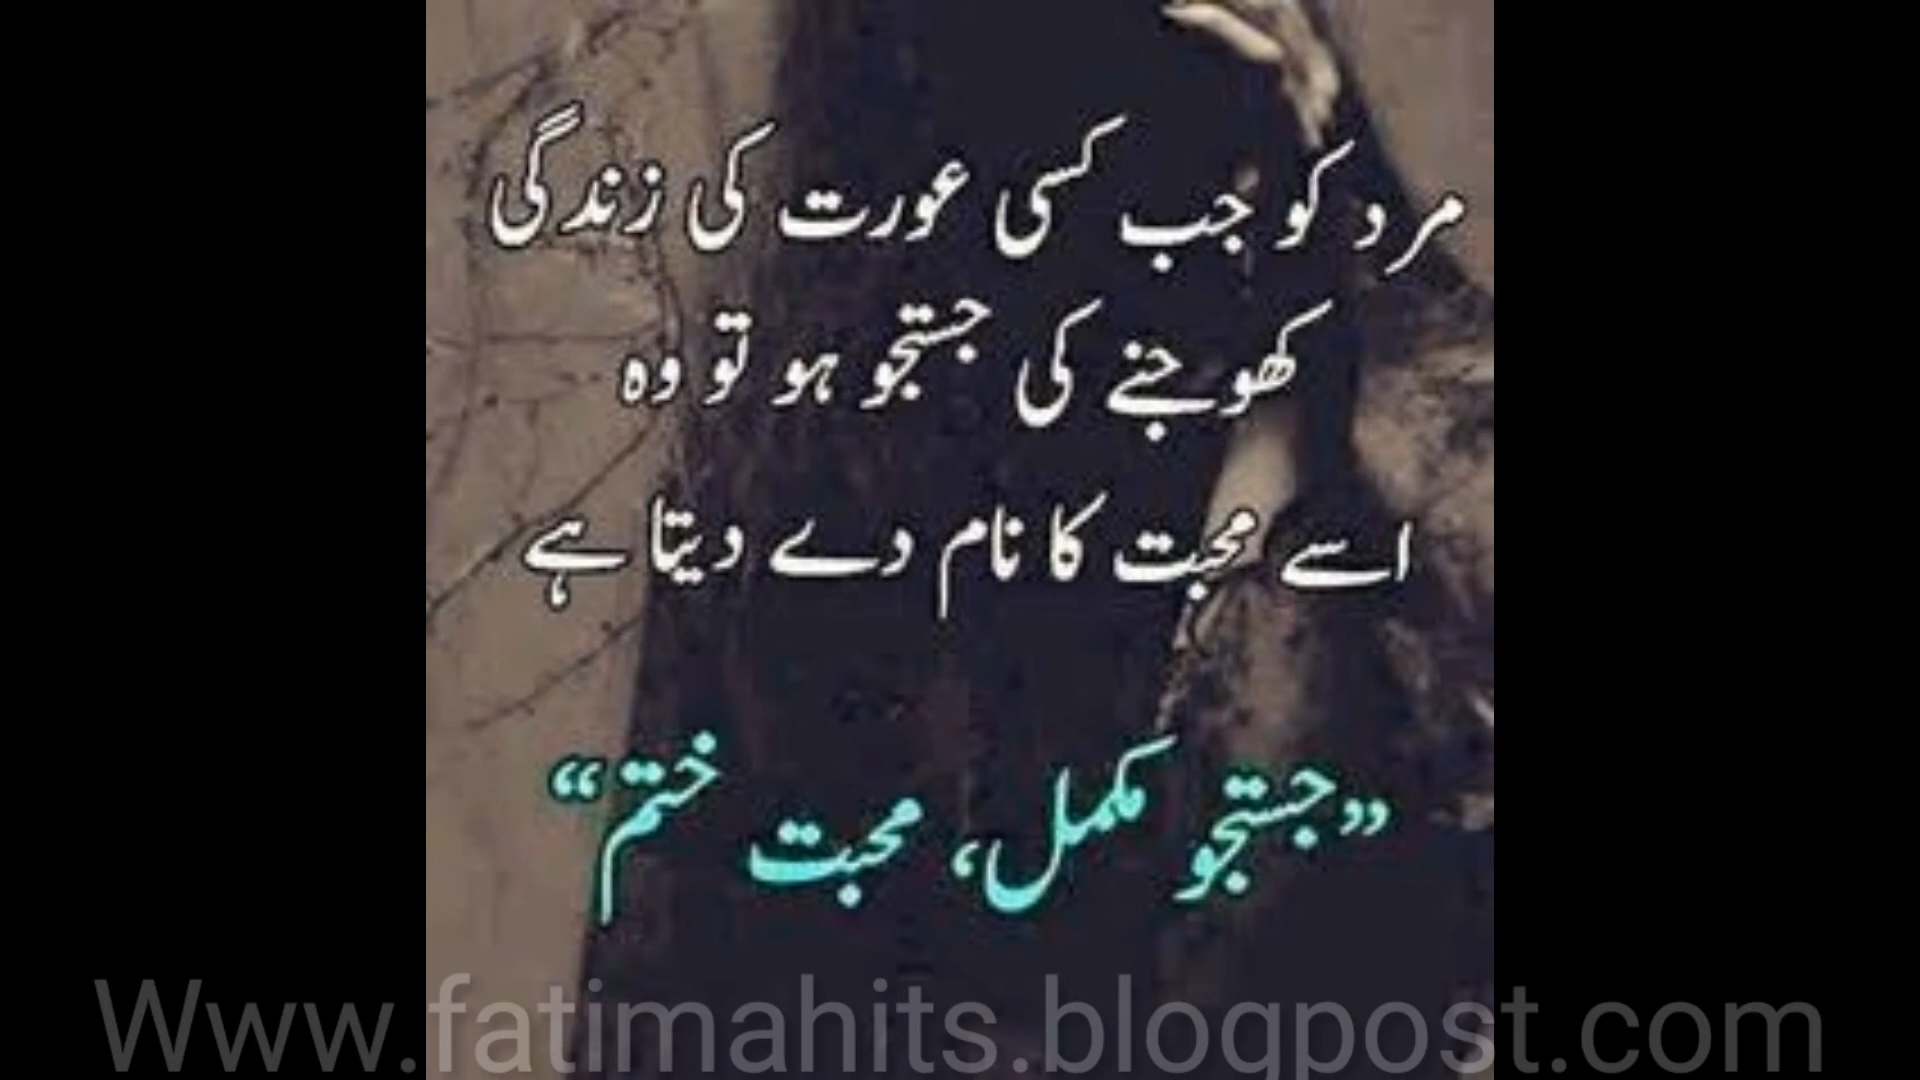 مرد کو جب کسی عورت کی زندگی
کھوجنے کی جستجو ہو تو وہ
اسے محبت کا نام دے دیتا ہے
”جستجو مکمل، محبت ختم“
Www.fatimahits.blogpost.com